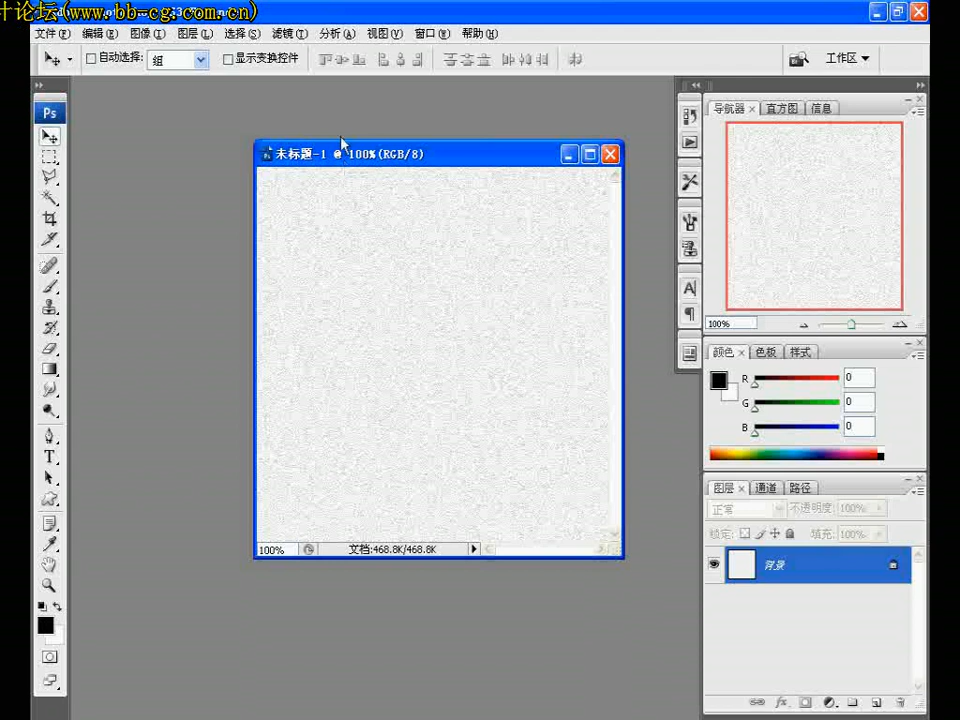 计论坛(www.bb-cg.com.cn)
文件(F) 编辑(E) 图像(I) 图层(L) 选择(S) 滤镜(T) 分析(A) 视图(V) 窗口(W) 帮助(H)
自动选择: 组 显示变换控件 工作区
Ps
未标题-1 @ 100%(RGB/8)
100% 文档:468.8K/468.8K
导航器 直方图 信息
100%
颜色 色板 样式
R 0
G 0
B 0
图层 通道 路径
正常 不透明度: 100%
锁定: 填充: 100%
背景